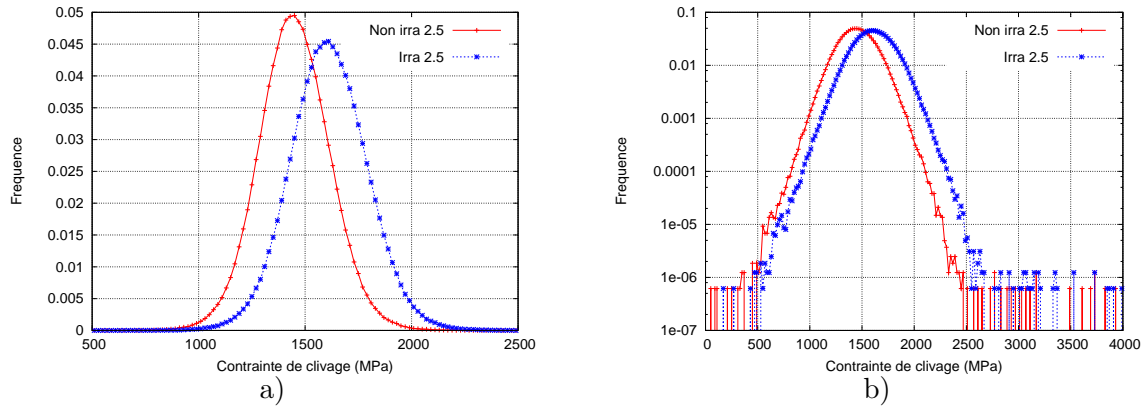 0.05
0.045
0.04
0.035
0.03
0.025
0.02
0.015
0.01
0.005
0
Frequence
500
1000
1500
2000
2500
Contrainte de clivage (MPa)
Non irra 2.5
Irra 2.5
a)
0.1
0.01
0.001
0.0001
1e-05
1e-06
1e-07
Frequence
0
500
1000
1500
2000
2500
3000
3500
4000
Contrainte de clivage (MPa)
Non irra 2.5
Irra 2.5
b)